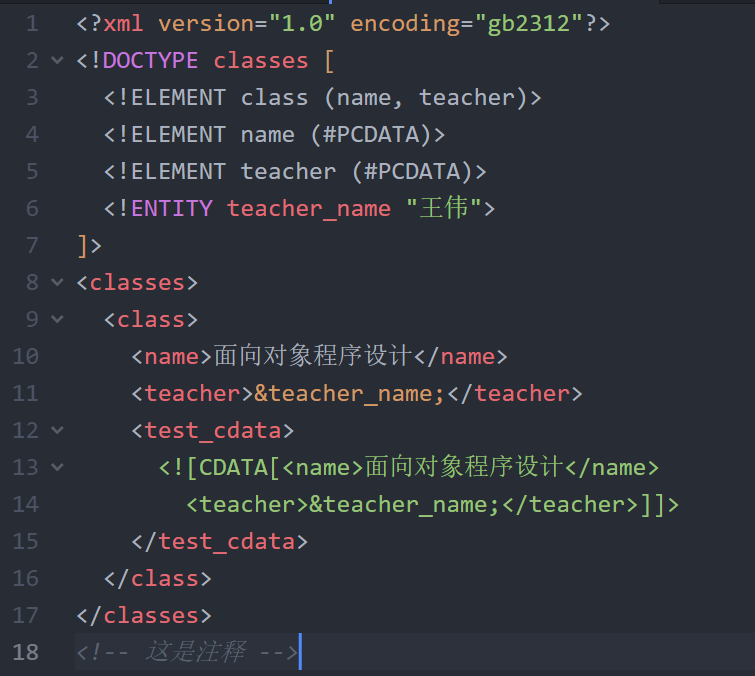 1 <?xml version="1.0" encoding="gb2312"?>
2 <!DOCTYPE classes [
3 <!ELEMENT class (name, teacher)>
4 <!ELEMENT name (#PCDATA)>
5 <!ELEMENT teacher (#PCDATA)>
6 <!ENTITY teacher_name "王伟">
7 ]>
8 <classes>
9 <class>
10 <name>面向对象程序设计</name>
11 <teacher>&teacher_name;</teacher>
12 <test_cdata>
13 <![CDATA[<name>面向对象程序设计</name>
14 <teacher>&teacher_name;</teacher>]]>
15 </test_cdata>
16 </class>
17 </classes>
18 <!-- 这是注释 -->